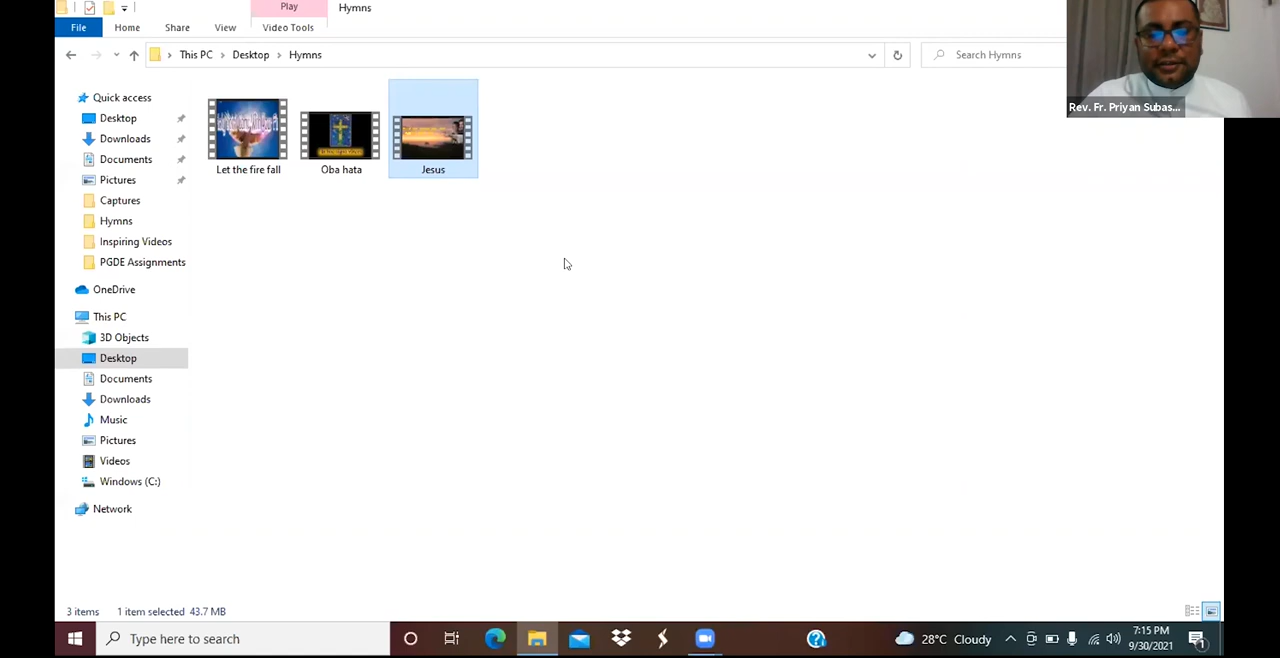 Play
Hymns
File
Home
Share
View
Video Tools
This PC
Desktop
Hymns
Search Hymns
Rev. Fr. Priyan Subas...
Quick access
Desktop
Downloads
Documents
Pictures
Captures
Hymns
Inspiring Videos
PGDE Assignments
OneDrive
This PC
3D Objects
Desktop
Documents
Downloads
Music
Pictures
Videos
Windows (C:)
Network
Let the fire fall
Oba hata
Jesus
3 items
1 item selected 43.7 MB
Type here to search
28°C Cloudy
7:15 PM
9/30/2021
1